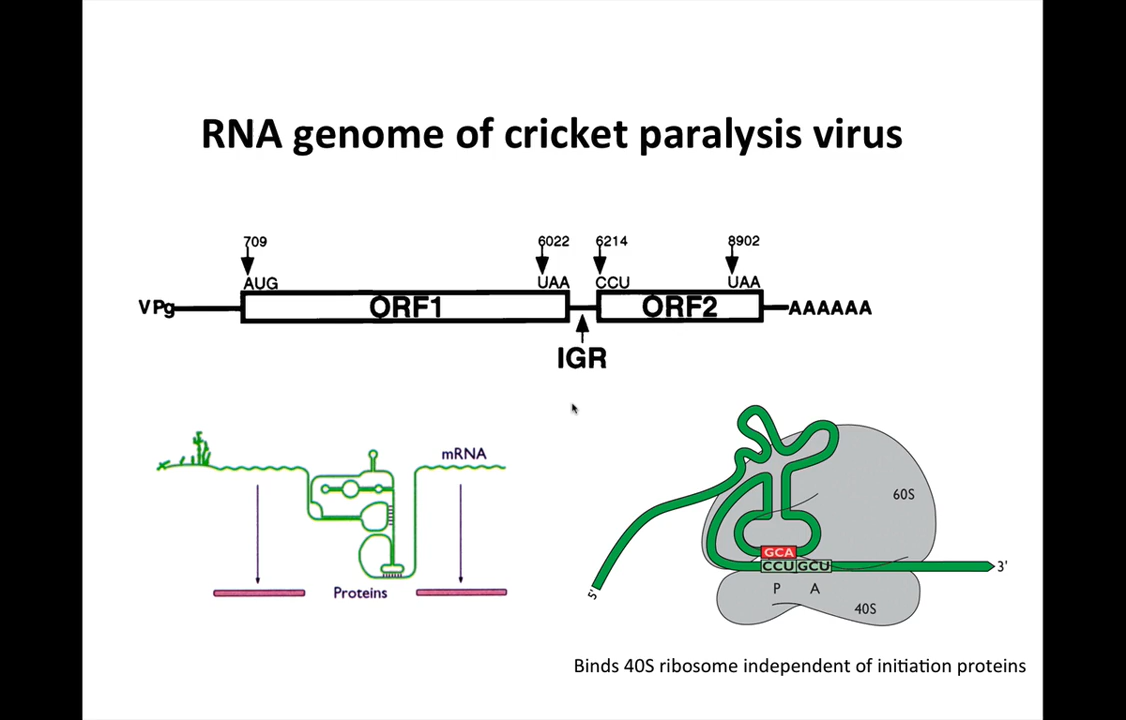 RNA genome of cricket paralysis virus
709 6022 6214 8902
AUG UAA CCU UAA
VPg ORF1 ORF2 AAAAAA
IGR
mRNA
Proteins
60S
GCA
CCU GCU
3'
P A
40S
5'
Binds 40S ribosome independent of initiation proteins